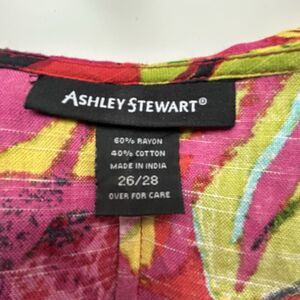 ASHLEY STEWART®
60% RAYON
40% COTTON
MADE IN INDIA
26/28
OVER FOR CARE